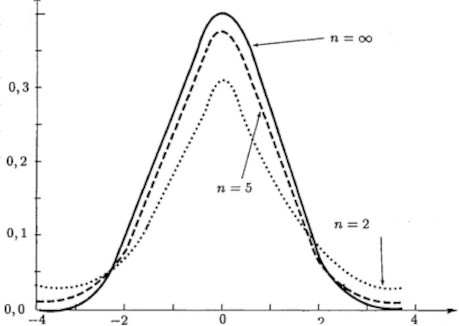 n = ∞
0, 3
0, 2
n = 5
n = 2
0, 1
0, 0
−4 −2 0 2 4